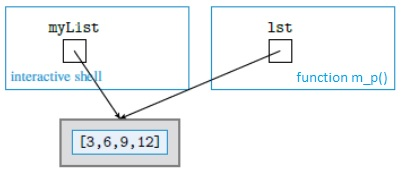 myList
lst
interactive shell
function m_p()
[3,6,9,12]